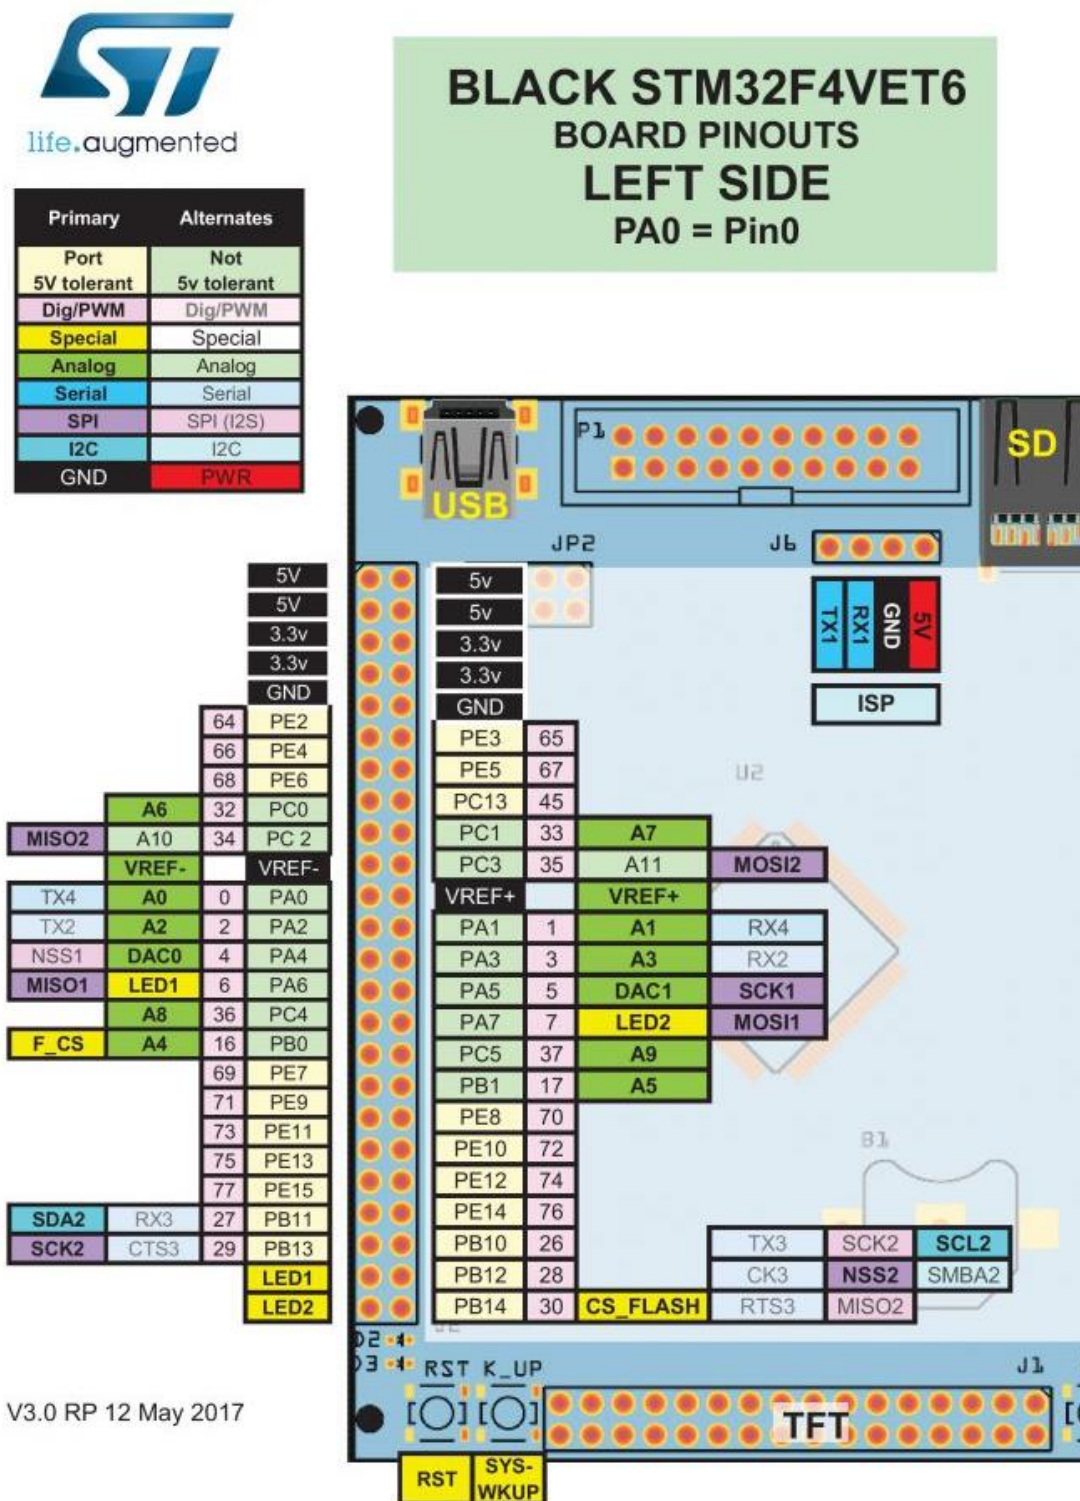 life.augmented
BLACK STM32F4VET6
BOARD PINOUTS
LEFT SIDE
PA0 = Pin0
Primary Alternates
Port 5V tolerant Not 5v tolerant
Dig/PWM Dig/PWM
Special Special
Analog Analog
Serial Serial
SPI SPI (I2S)
I2C I2C
GND PWR
USB
P1
SD
JP2
J6
TX1 RX1 GND 5V
ISP
U2
B1
5V
5V
3.3v
3.3v
GND
64 PE2
66 PE4
68 PE6
A6 32 PC0
MISO2 A10 34 PC 2
VREF- VREF-
TX4 A0 0 PA0
TX2 A2 2 PA2
NSS1 DAC0 4 PA4
MISO1 LED1 6 PA6
A8 36 PC4
F_CS A4 16 PB0
69 PE7
71 PE9
73 PE11
75 PE13
77 PE15
SDA2 RX3 27 PB11
SCK2 CTS3 29 PB13
LED1
LED2
5v
5v
3.3v
3.3v
GND
PE3 65
PE5 67
PC13 45
PC1 33 A7
PC3 35 A11 MOSI2
VREF+ VREF+
PA1 1 A1 RX4
PA3 3 A3 RX2
PA5 5 DAC1 SCK1
PA7 7 LED2 MOSI1
PC5 37 A9
PB1 17 A5
PE8 70
PE10 72
PE12 74
PE14 76
PB10 26 TX3 SCK2 SCL2
PB12 28 CK3 NSS2 SMBA2
PB14 30 CS_FLASH RTS3 MISO2
D2
D3
RST K_UP
J1
TFT
V3.0 RP 12 May 2017
RST
SYS-
WKUP